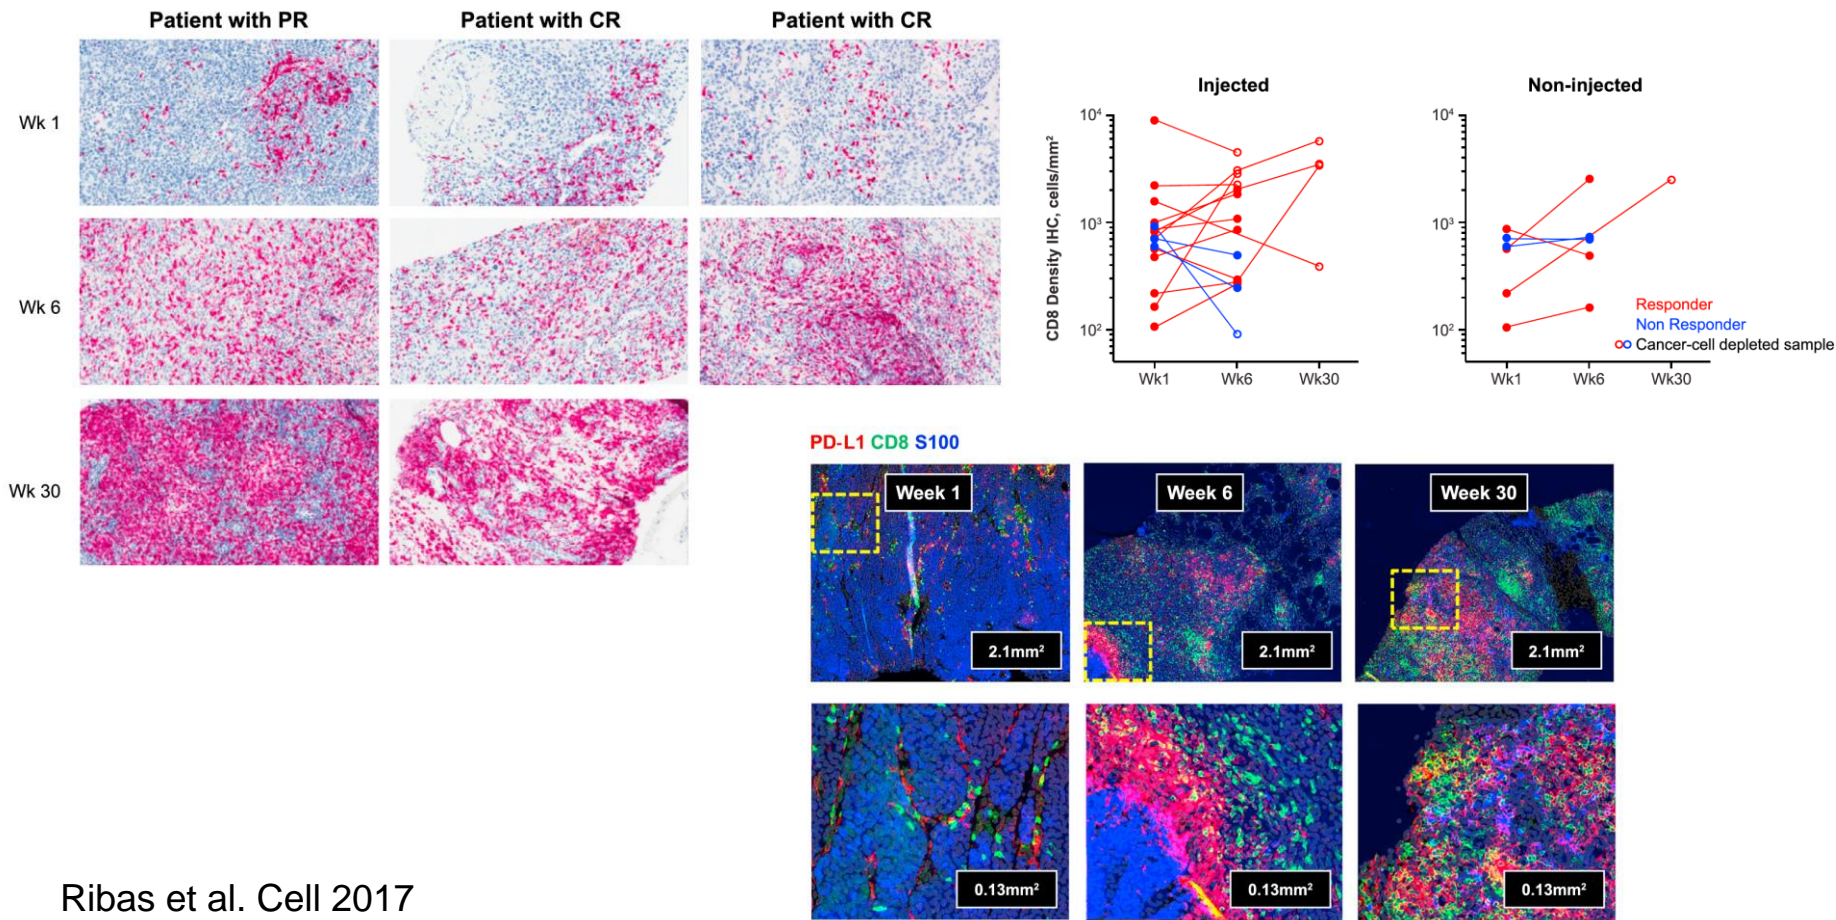 Patient with PR
Patient with CR
Patient with CR
Wk 1
Wk 6
Wk 30
Injected
Non-injected
CD8 Density IHC, cells/mm²
10⁴
10³
10²
Wk1
Wk6
Wk30
10⁴
10³
10²
Wk1
Wk6
Wk30
Responder
Non Responder
Cancer-cell depleted sample
PD-L1 CD8 S100
Week 1
Week 6
Week 30
2.1mm²
2.1mm²
2.1mm²
0.13mm²
0.13mm²
0.13mm²
Ribas et al. Cell 2017